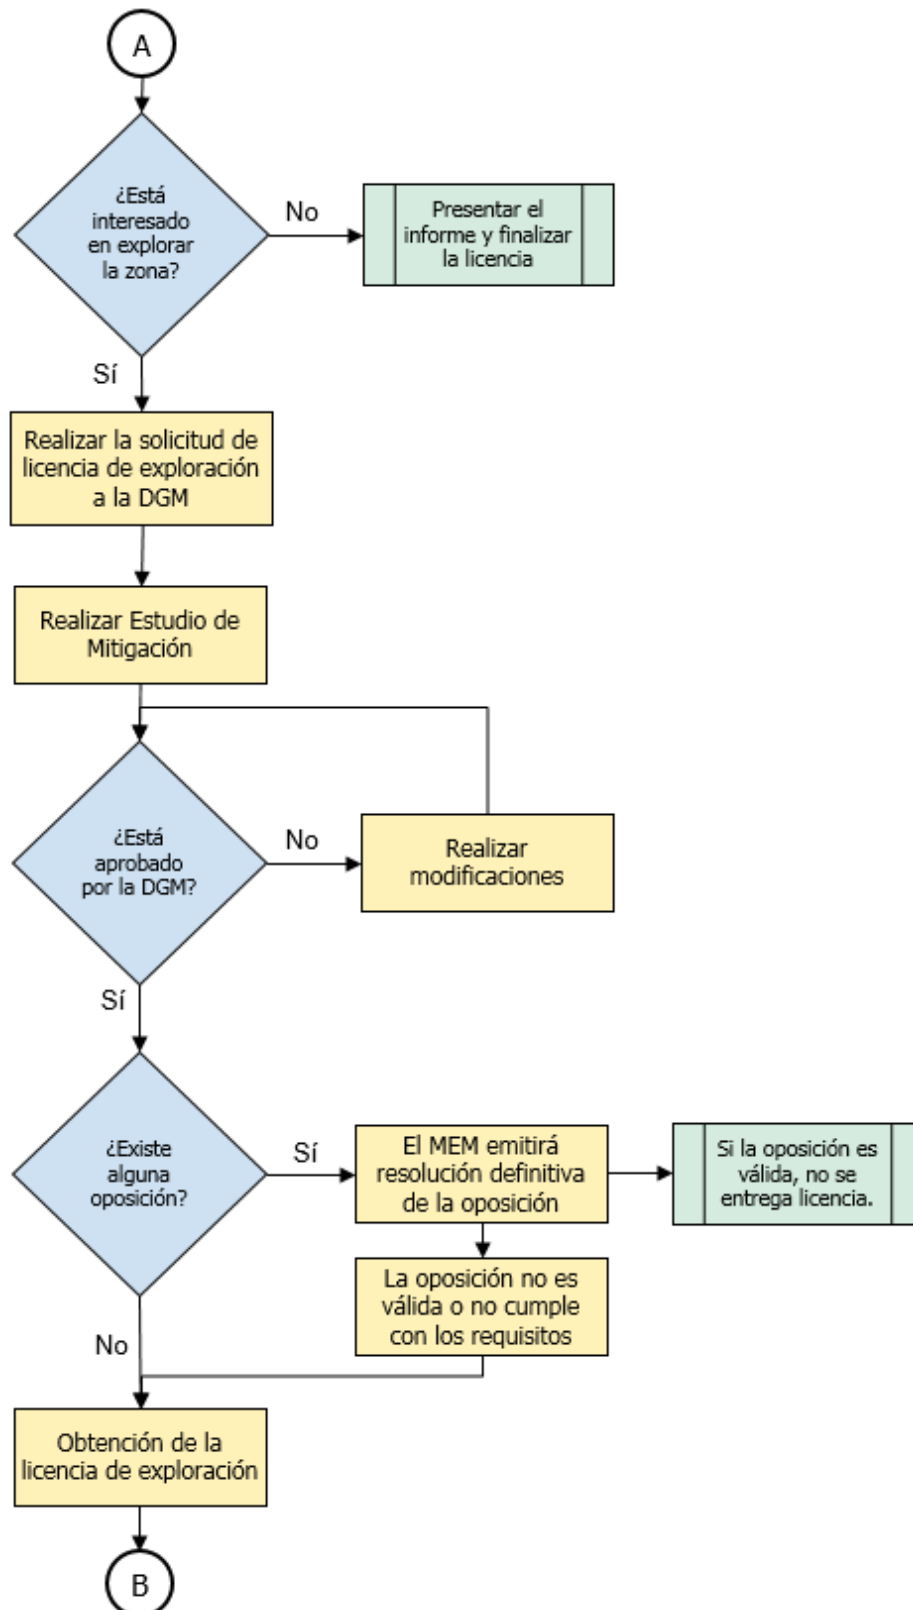 A
¿Está
interesado
en explorar
la zona?
No
Presentar el
informe y finalizar
la licencia
Sí
Realizar la solicitud de
licencia de exploración
a la DGM
Realizar Estudio de
Mitigación
¿Está
aprobado
por la DGM?
No
Realizar
modificaciones
Sí
¿Existe
alguna
oposición?
Sí
El MEM emitirá
resolución definitiva
de la oposición
Si la oposición es
válida, no se
entrega licencia.
La oposición no es
válida o no cumple
con los requisitos
No
Obtención de la
licencia de exploración
B